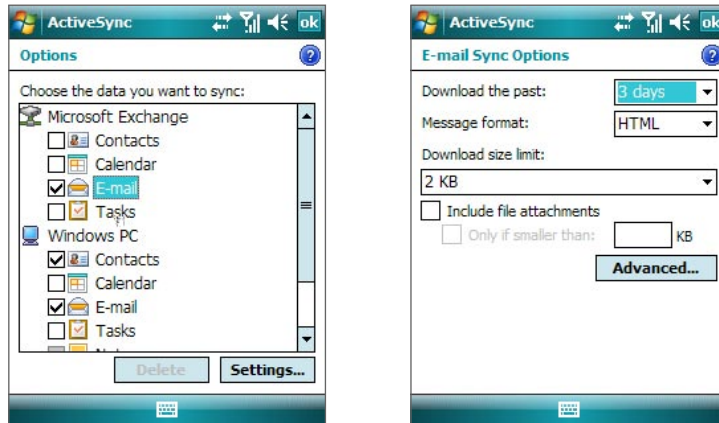 ActiveSync
ok
Options
Choose the data you want to sync:
Microsoft Exchange
Contacts
Calendar
E-mail
Tasks
Windows PC
Contacts
Calendar
E-mail
Tasks
Delete
Settings...
ActiveSync
ok
E-mail Sync Options
Download the past:
3 days
Message format:
HTML
Download size limit:
2 KB
Include file attachments
Only if smaller than:
KB
Advanced...